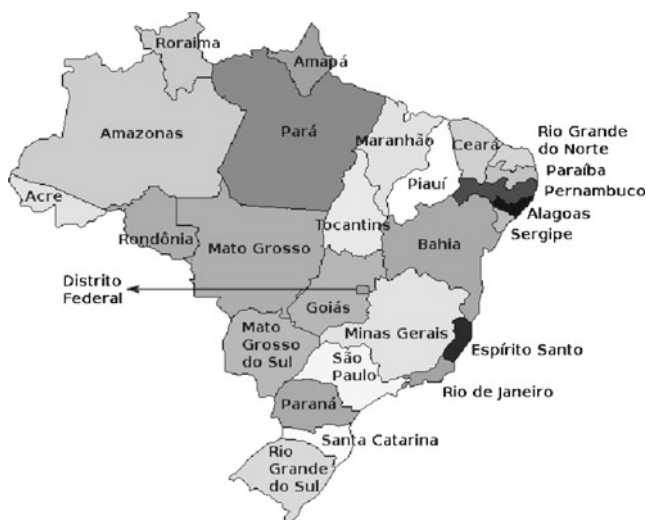 Roraima
Amapá
Amazonas
Pará
Maranhão
Ceará
Rio Grande
do Norte
Paraíba
Piauí
Pernambuco
Acre
Alagoas
Tocantins
Sergipe
Rondônia
Mato Grosso
Bahia
Distrito
Federal
Goiás
Mato
Grosso
do Sul
Minas Gerais
Espírito Santo
São
Paulo
Rio de Janeiro
Paraná
Santa Catarina
Rio
Grande
do Sul